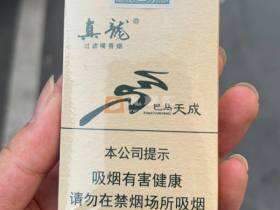 真龍®
过滤嘴香烟
巴马天成
本公司提示
吸烟有害健康
请勿在禁烟场所吸烟